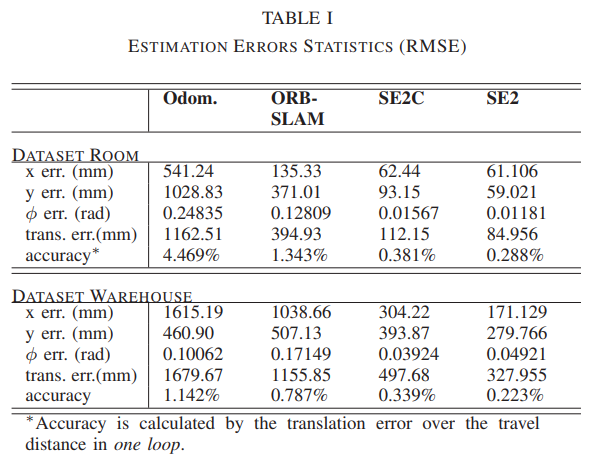 TABLE I
ESTIMATION ERRORS STATISTICS (RMSE)
Odom. ORB-SLAM SE2C SE2
DATASET ROOM
x err. (mm) 541.24 135.33 62.44 61.106
y err. (mm) 1028.83 371.01 93.15 59.021
ϕ err. (rad) 0.24835 0.12809 0.01567 0.01181
trans. err.(mm) 1162.51 394.93 112.15 84.956
accuracy* 4.469% 1.343% 0.381% 0.288%
DATASET WAREHOUSE
x err. (mm) 1615.19 1038.66 304.22 171.129
y err. (mm) 460.90 507.13 393.87 279.766
ϕ err. (rad) 0.10062 0.17149 0.03924 0.04921
trans. err.(mm) 1679.67 1155.85 497.68 327.955
accuracy 1.142% 0.787% 0.339% 0.223%
*Accuracy is calculated by the translation error over the travel
distance in one loop.